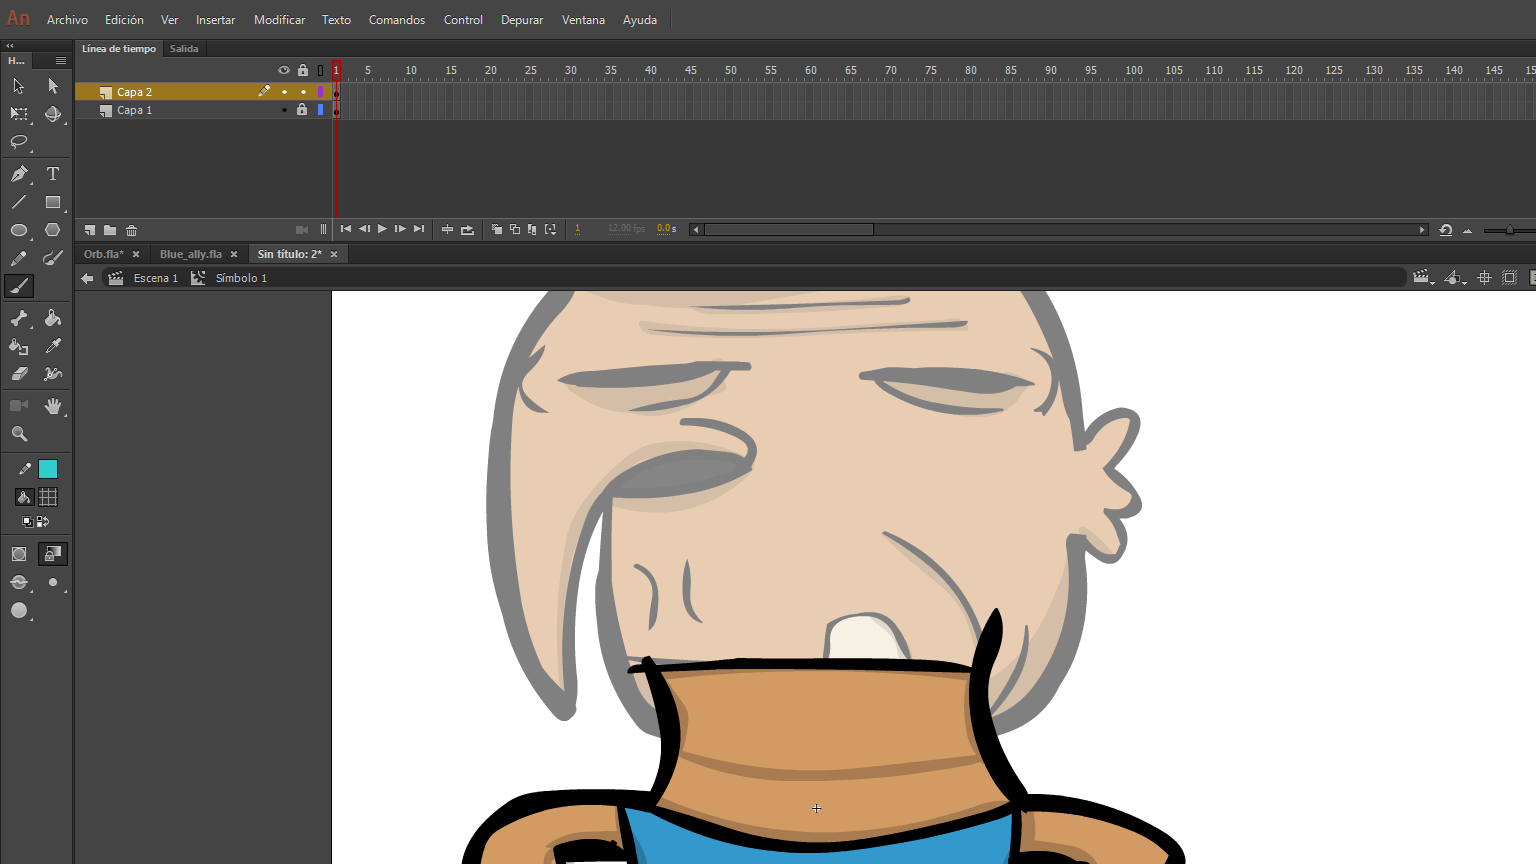 An Archivo Edición Ver Insertar Modificar Texto Comandos Control Depurar Ventana Ayuda
H... Línea de tiempo Salida
1 5 10 15 20 25 30 35 40 45 50 55 60 65 70 75 80 85 90 95 100 105 110 115 120 125 130 135 140 145
Capa 2
Capa 1
T
1 12.00 fps 0.0 s
Orb.fla* Blue_ally.fla Sin título: 2*
Escena 1 Símbolo 1